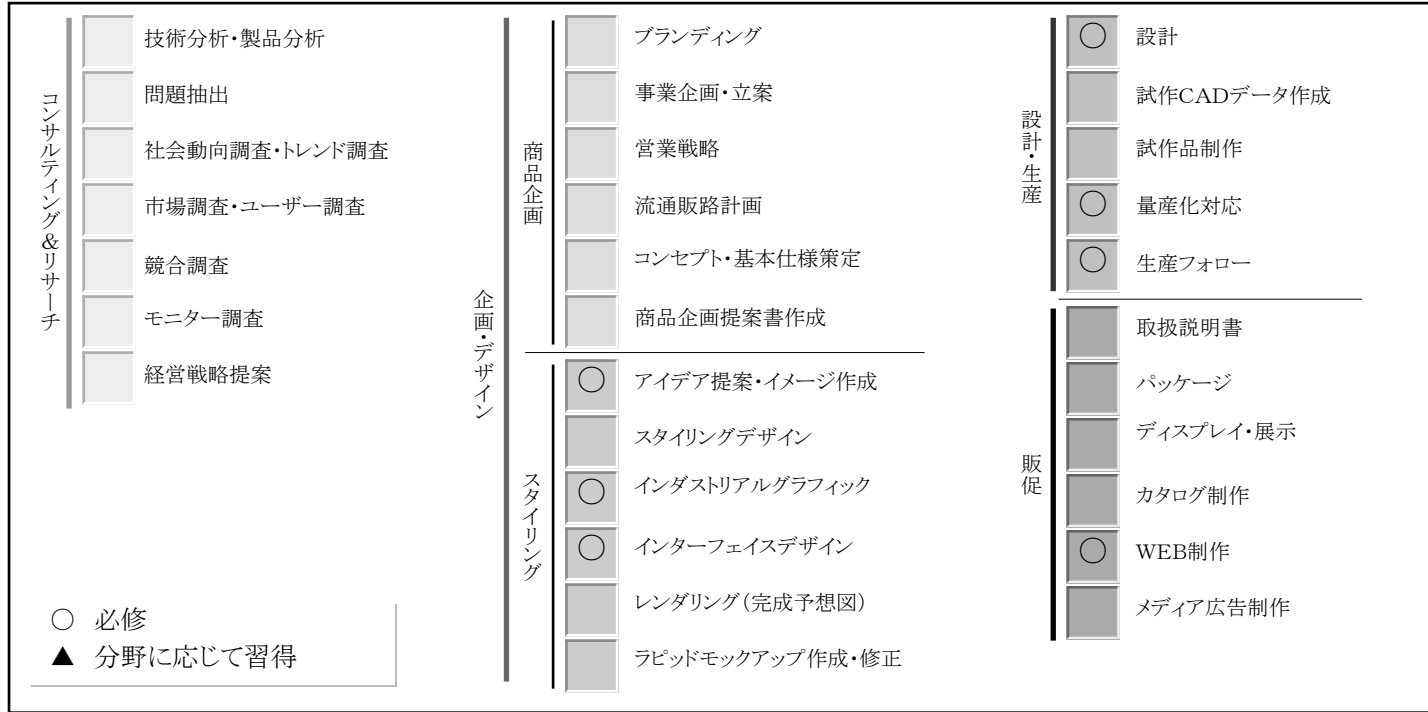 コンサルティング&リサーチ
技術分析・製品分析
問題抽出
社会動向調査・トレンド調査
市場調査・ユーザー調査
競合調査
モニター調査
経営戦略提案
企画・デザイン
商品企画
ブランディング
事業企画・立案
営業戦略
流通販路計画
コンセプト・基本仕様策定
商品企画提案書作成
スタイリング
○ アイデア提案・イメージ作成
スタイリングデザイン
○ インダストリアルグラフィック
○ インターフェイスデザイン
レンダリング(完成予想図)
ラピッドモックアップ作成・修正
設計・生産
○ 設計
試作CADデータ作成
試作品制作
○ 量産化対応
○ 生産フォロー
販促
取扱説明書
パッケージ
ディスプレイ・展示
カタログ制作
○ WEB制作
メディア広告制作
○ 必修
▲ 分野に応じて習得